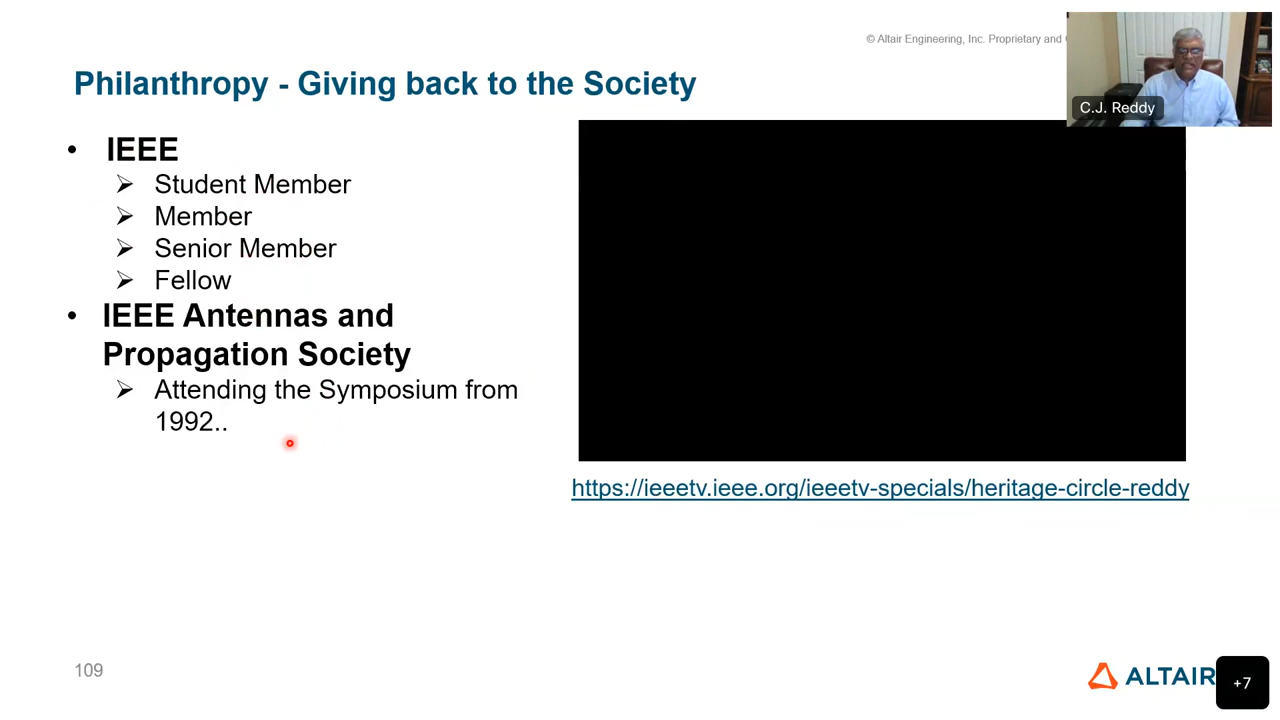 © Altair Engineering, Inc. Proprietary and
Philanthropy - Giving back to the Society
C.J. Reddy
• IEEE
➢ Student Member
➢ Member
➢ Senior Member
➢ Fellow
• IEEE Antennas and
Propagation Society
➢ Attending the Symposium from
1992..
https://ieeetv.ieee.org/ieeetv-specials/heritage-circle-reddy
109
ALTAIR
+7